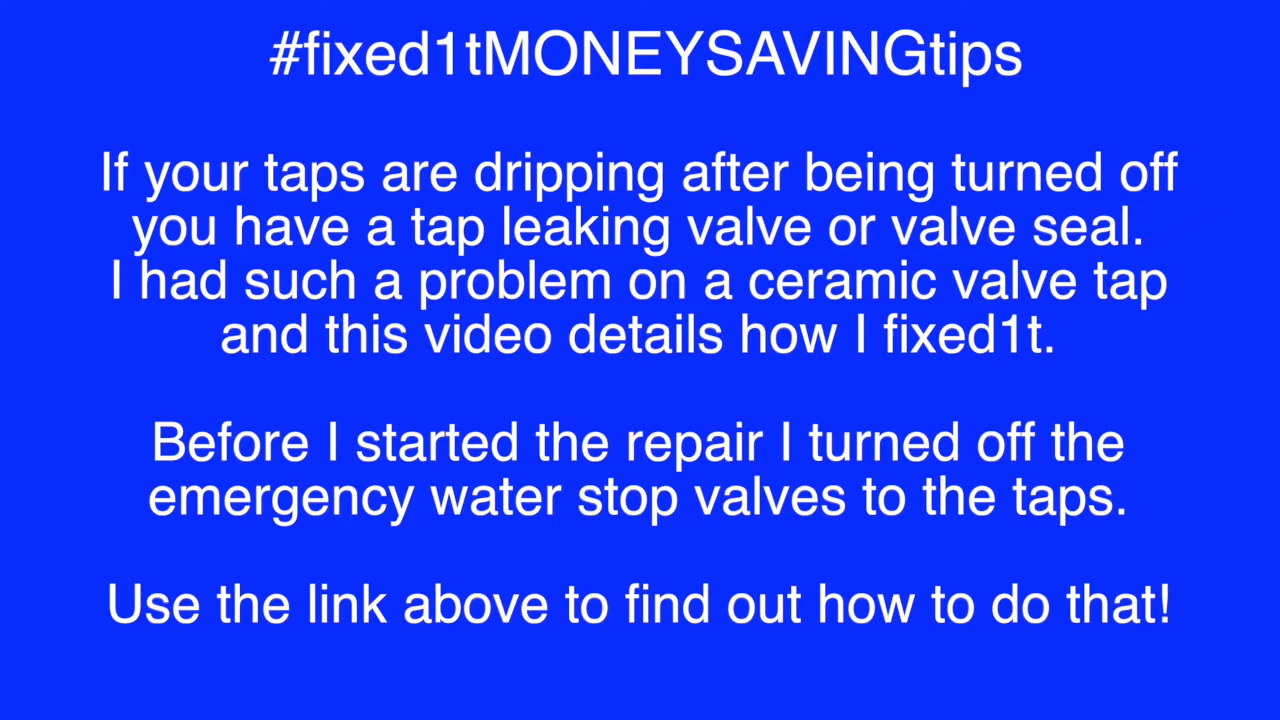 #fixed1tMONEYSAVINGtips
If your taps are dripping after being turned off
you have a tap leaking valve or valve seal.
I had such a problem on a ceramic valve tap
and this video details how I fixed1t.
Before I started the repair I turned off the
emergency water stop valves to the taps.
Use the link above to find out how to do that!